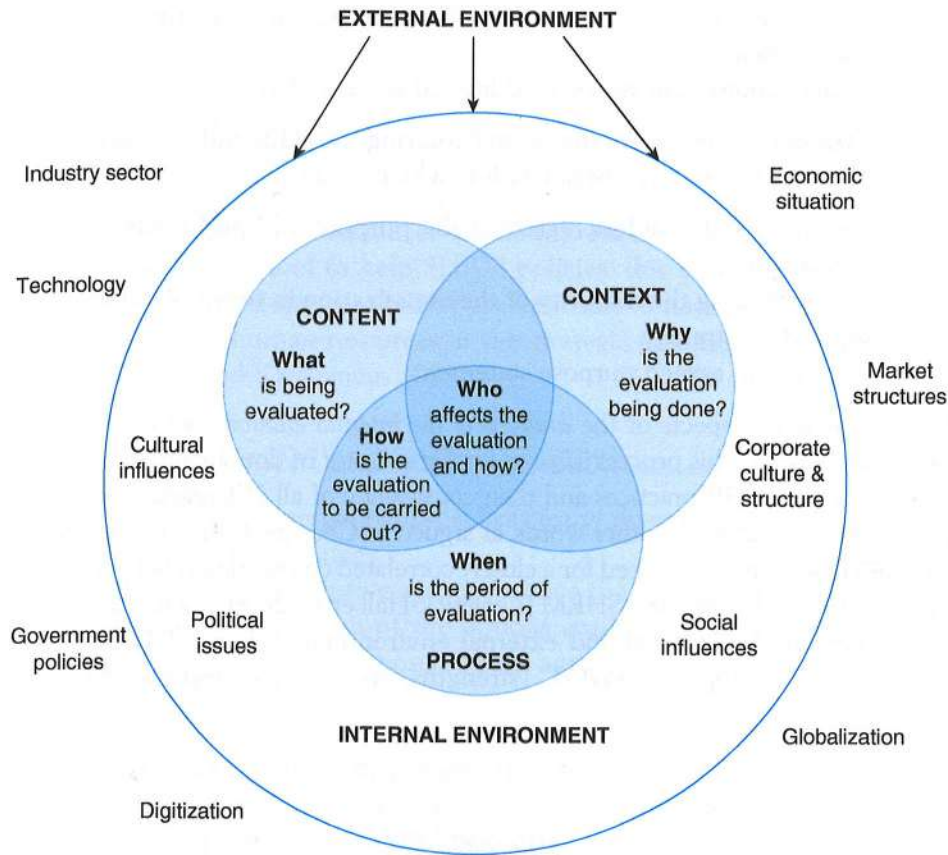 EXTERNAL ENVIRONMENT
Industry sector
Economic
situation
Technology
CONTENT
What
is being
evaluated?
CONTEXT
Why
is the
evaluation
being done?
Who
affects the
evaluation
and how?
Market
structures
Cultural
influences
How
is the
evaluation
to be carried
out?
Corporate
culture &
structure
When
is the period of
evaluation?
PROCESS
Government
policies
Political
issues
Social
influences
INTERNAL ENVIRONMENT
Globalization
Digitization